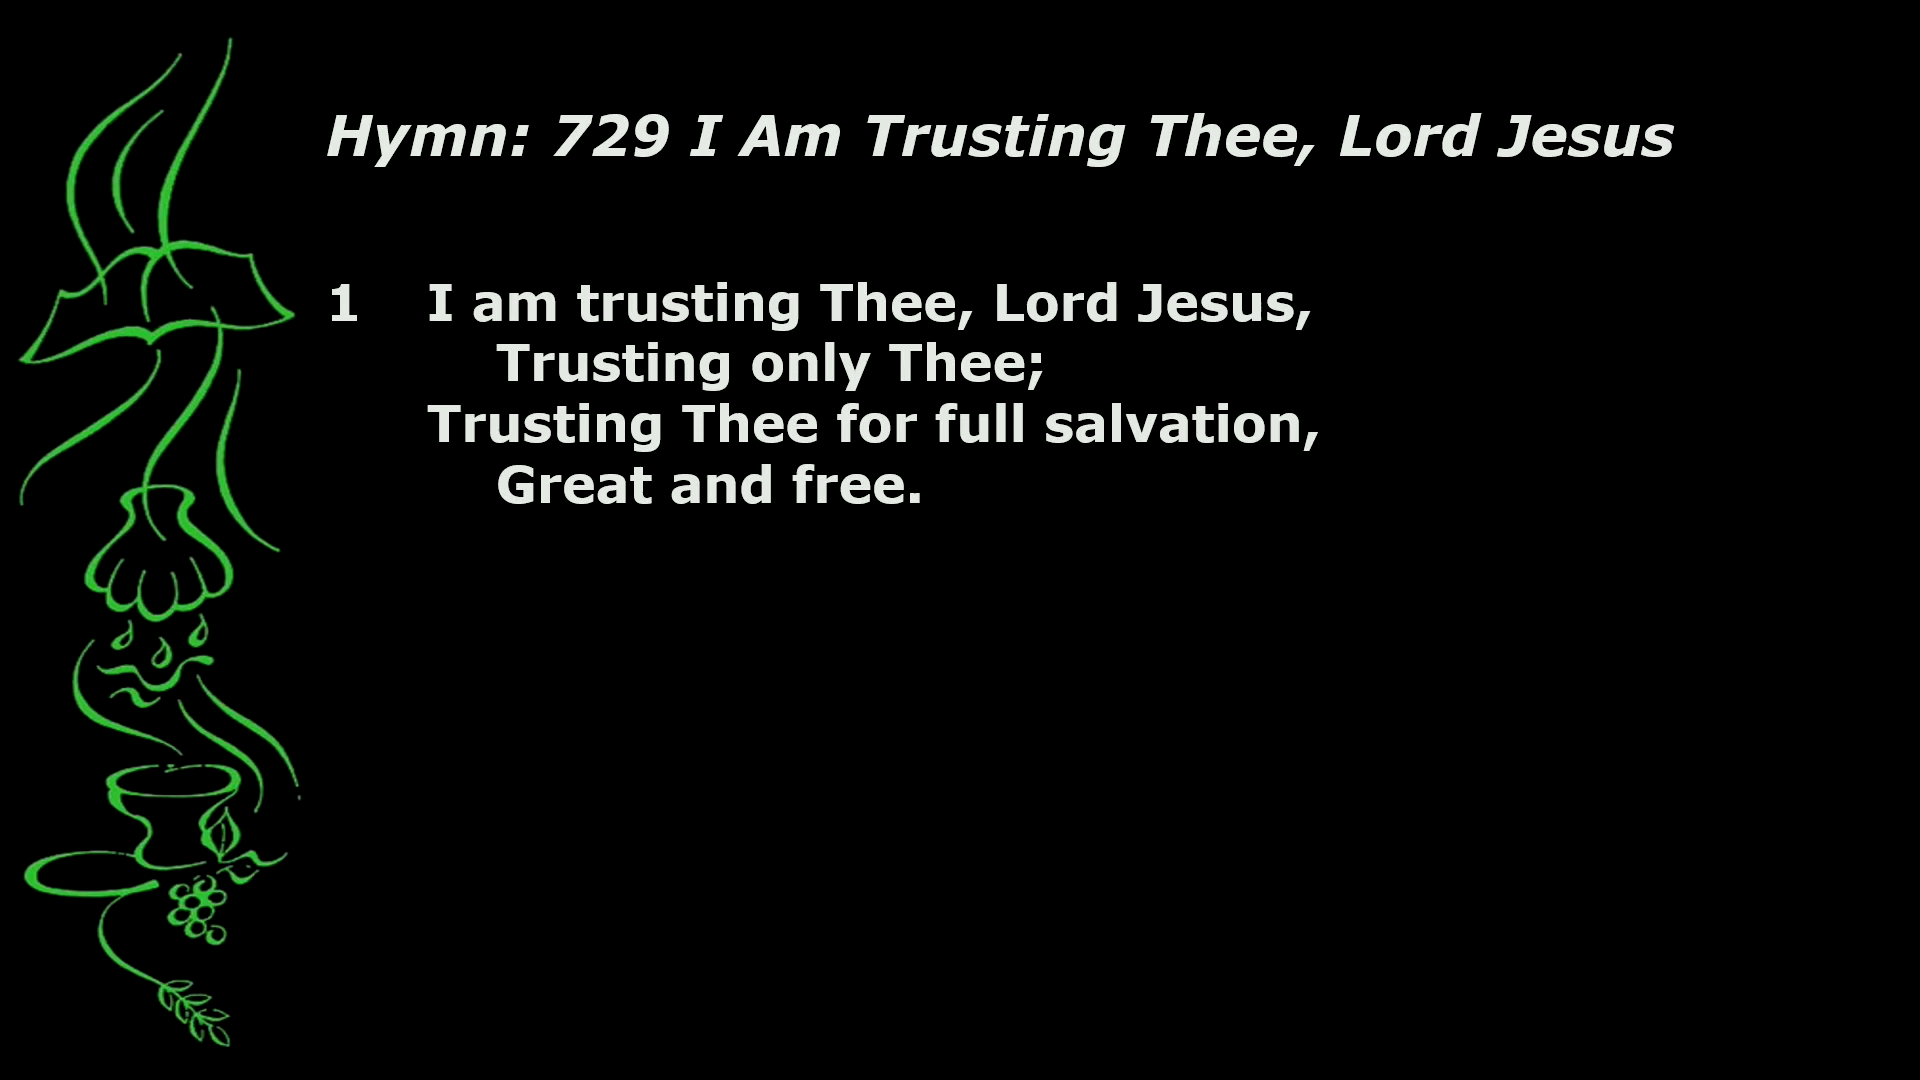 Hymn: 729 I Am Trusting Thee, Lord Jesus
1 I am trusting Thee, Lord Jesus,
Trusting only Thee;
Trusting Thee for full salvation,
Great and free.